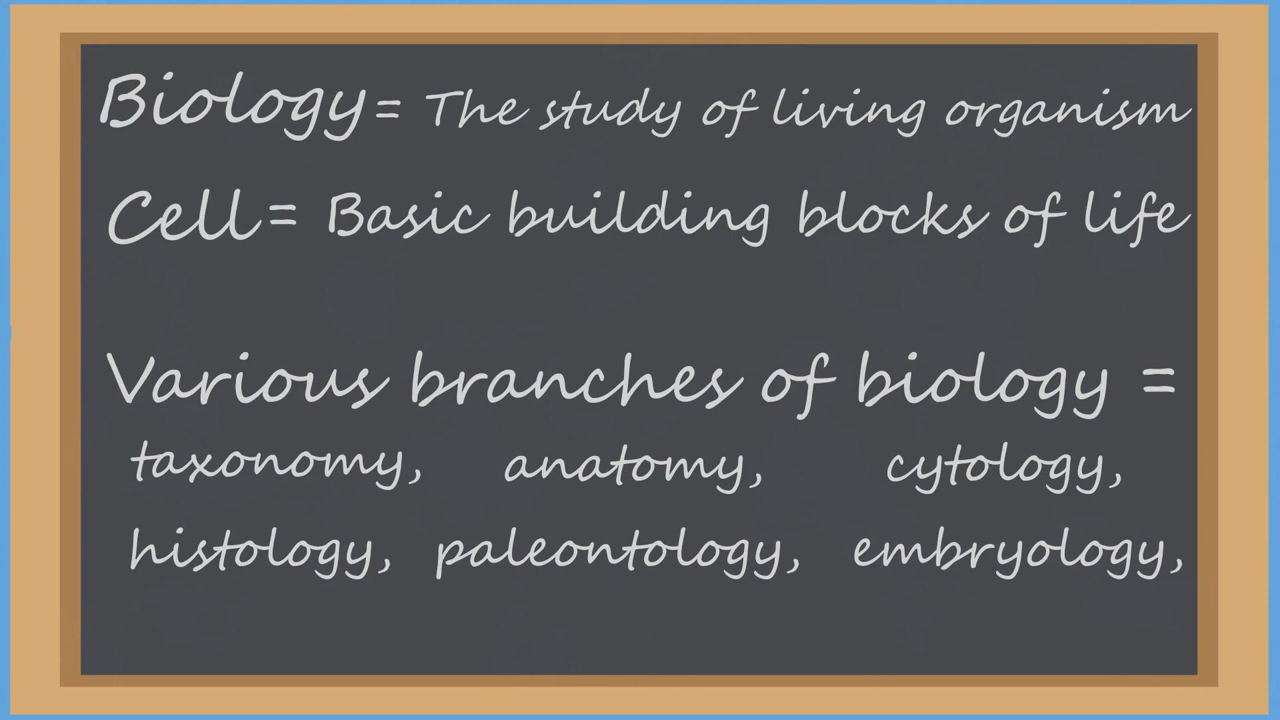 Biology = The study of living organism
Cell = Basic building blocks of life
Various branches of biology =
taxonomy, anatomy, cytology,
histology, paleontology, embryology,